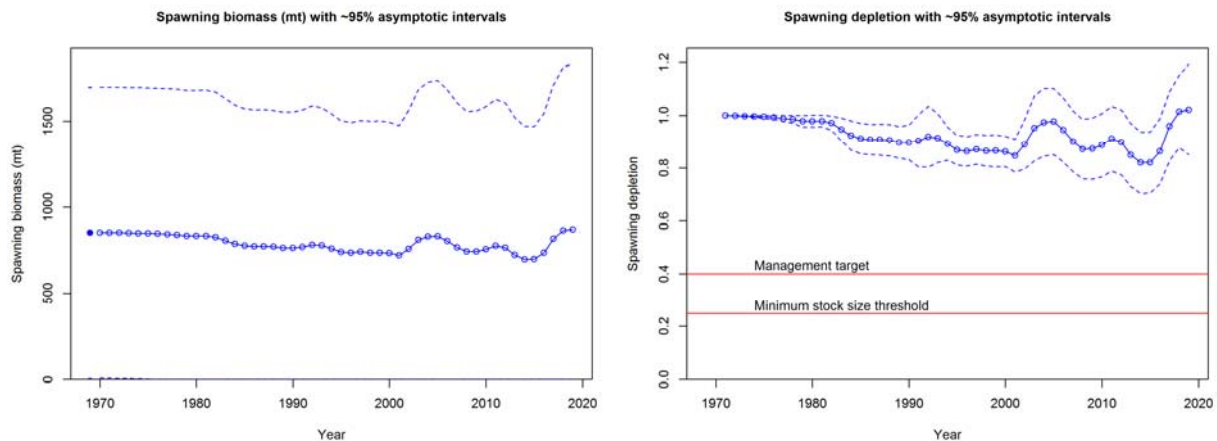 Spawning biomass (mt) with ~95% asymptotic intervals
Spawning biomass (mt)
1500
1000
500
0
1970 1980 1990 2000 2010 2020
Year
Spawning depletion with ~95% asymptotic intervals
Spawning depletion
1.2
1.0
0.8
0.6
0.4
0.2
0.0
Management target
Minimum stock size threshold
1970 1980 1990 2000 2010 2020
Year